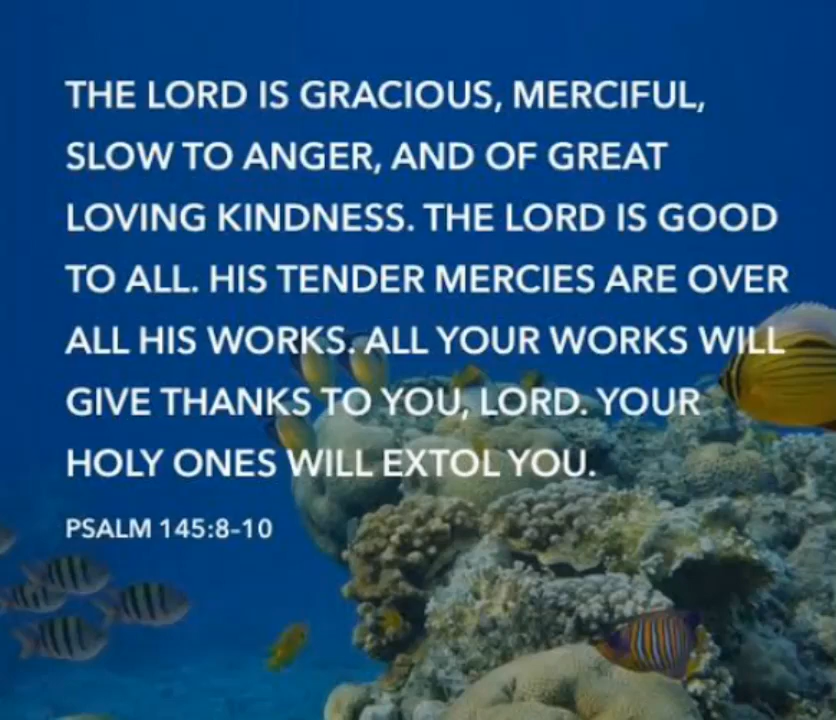 THE LORD IS GRACIOUS, MERCIFUL,
SLOW TO ANGER, AND OF GREAT
LOVING KINDNESS. THE LORD IS GOOD
TO ALL. HIS TENDER MERCIES ARE OVER
ALL HIS WORKS. ALL YOUR WORKS WILL
GIVE THANKS TO YOU, LORD. YOUR
HOLY ONES WILL EXTOL YOU.
PSALM 145:8-10